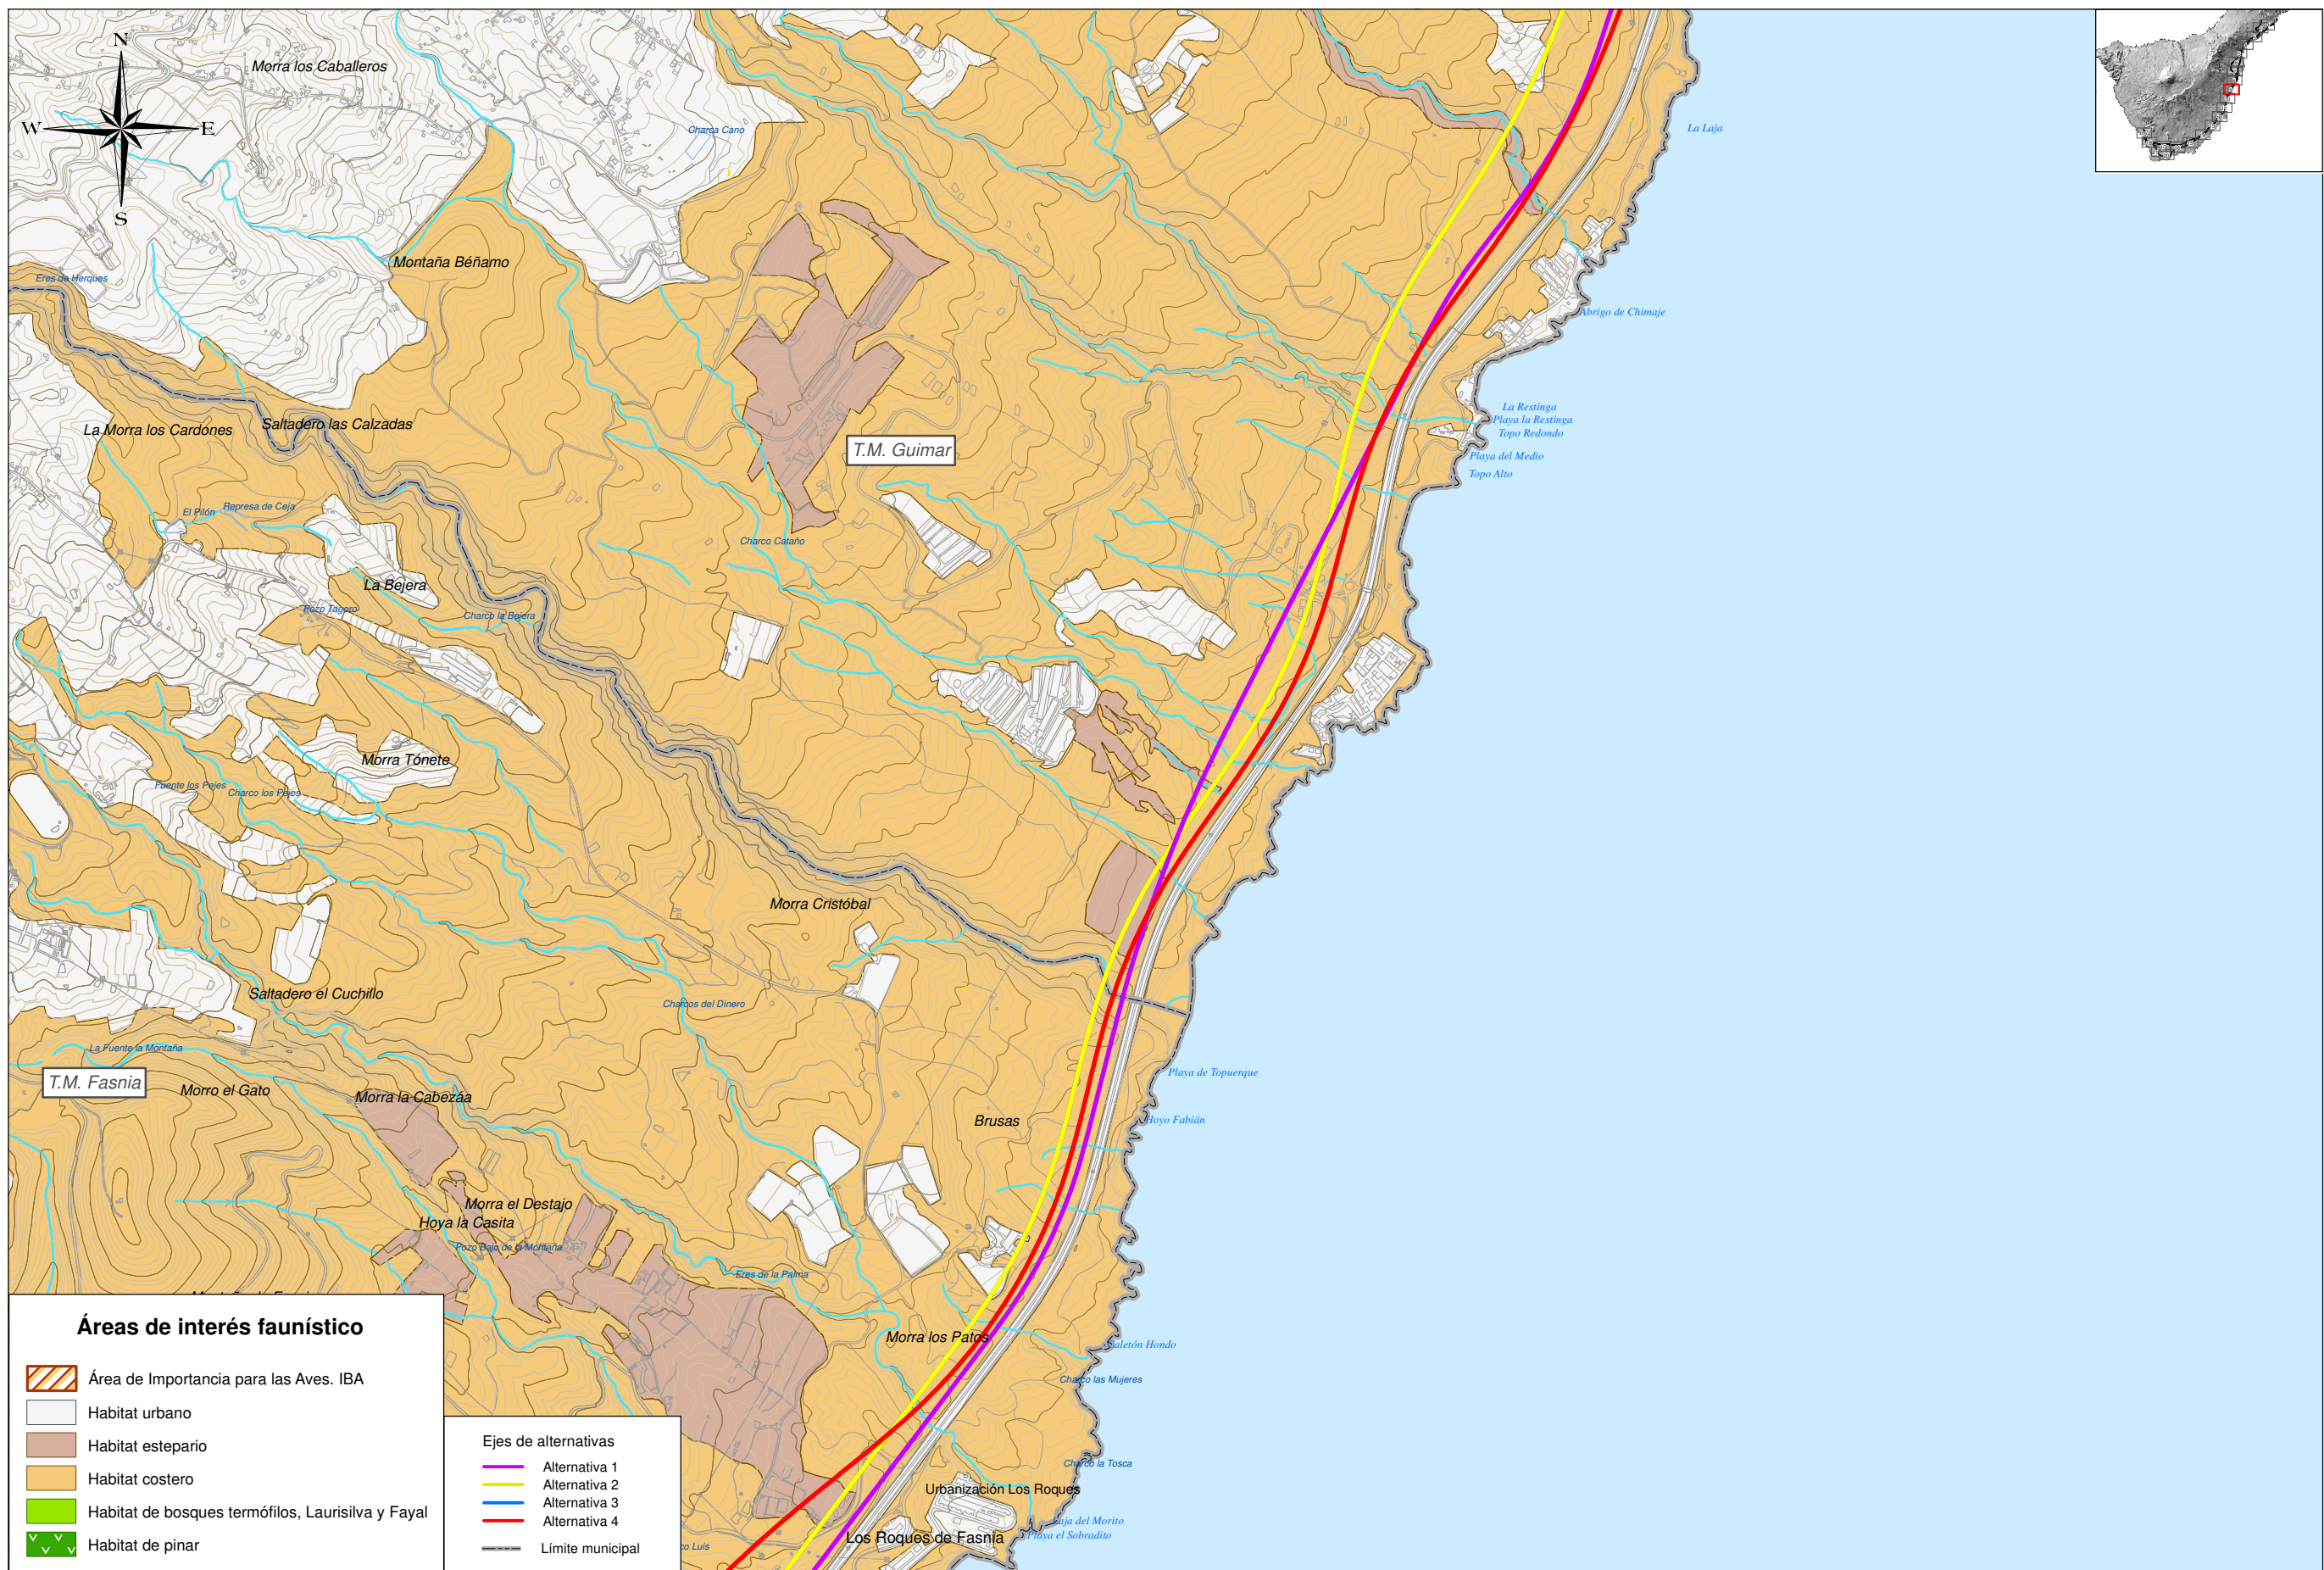 N
W
E
S
Morra los Caballeros
Charca Cano
La Laja
Montaña Béñamo
Eres de Herques
Abrigo de Chimaje
La Morra los Cardones
Saltadero las Calzadas
La Restinga
Playa la Restinga
Topo Redondo
T.M. Guimar
Playa del Medio
Topo Alto
El Pilón
Represa de Ceja
Charco Cataño
La Bejera
Pozo Tagoro
Charco la Bejera
Morra Tónete
Fuente los Pejes
Charco los Pejes
Morra Cristóbal
Saltadero el Cuchillo
Charcos del Dinero
La Fuente la Montaña
T.M. Fasnia
Morro el Gato
Morra la Cabezáa
Playa de Topuerque
Brusas
Hoyo Fabián
Morra el Destajo
Hoya la Casita
Pozo Bajo de la Montaña
Eres de la Palma
Morra los Patos
Caletón Hondo
Charco las Mujeres
Charco la Tosca
Urbanización Los Roques
Laja del Morito
Playa el Sobradito
Los Roques de Fasnia
co Luis
Áreas de interés faunístico
Área de Importancia para las Aves. IBA
Habitat urbano
Habitat estepario
Habitat costero
Habitat de bosques termófilos, Laurisilva y Fayal
Habitat de pinar
Ejes de alternativas
Alternativa 1
Alternativa 2
Alternativa 3
Alternativa 4
Límite municipal